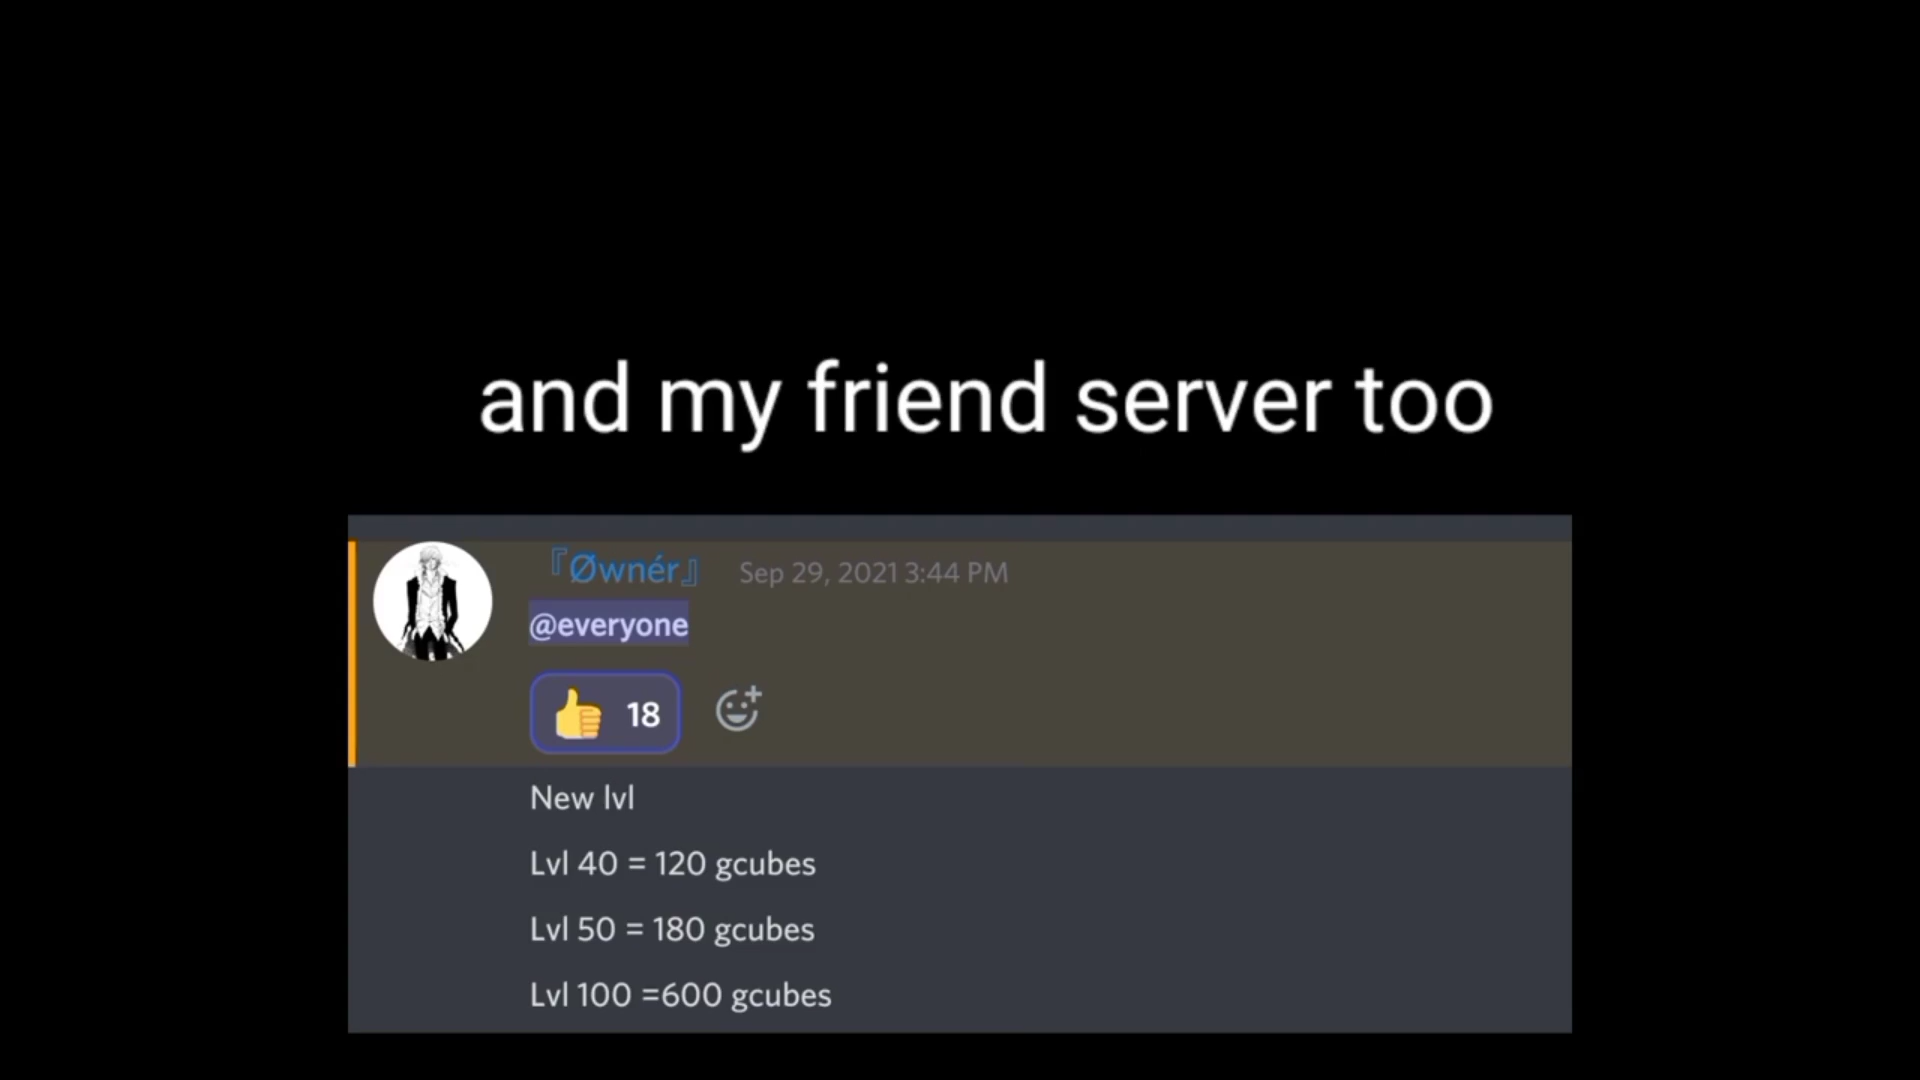 and my friend server too
『Øwnér』 Sep 29, 2021 3:44 PM
@everyone
👍 18
New lvl
Lvl 40 = 120 gcubes
Lvl 50 = 180 gcubes
Lvl 100 =600 gcubes